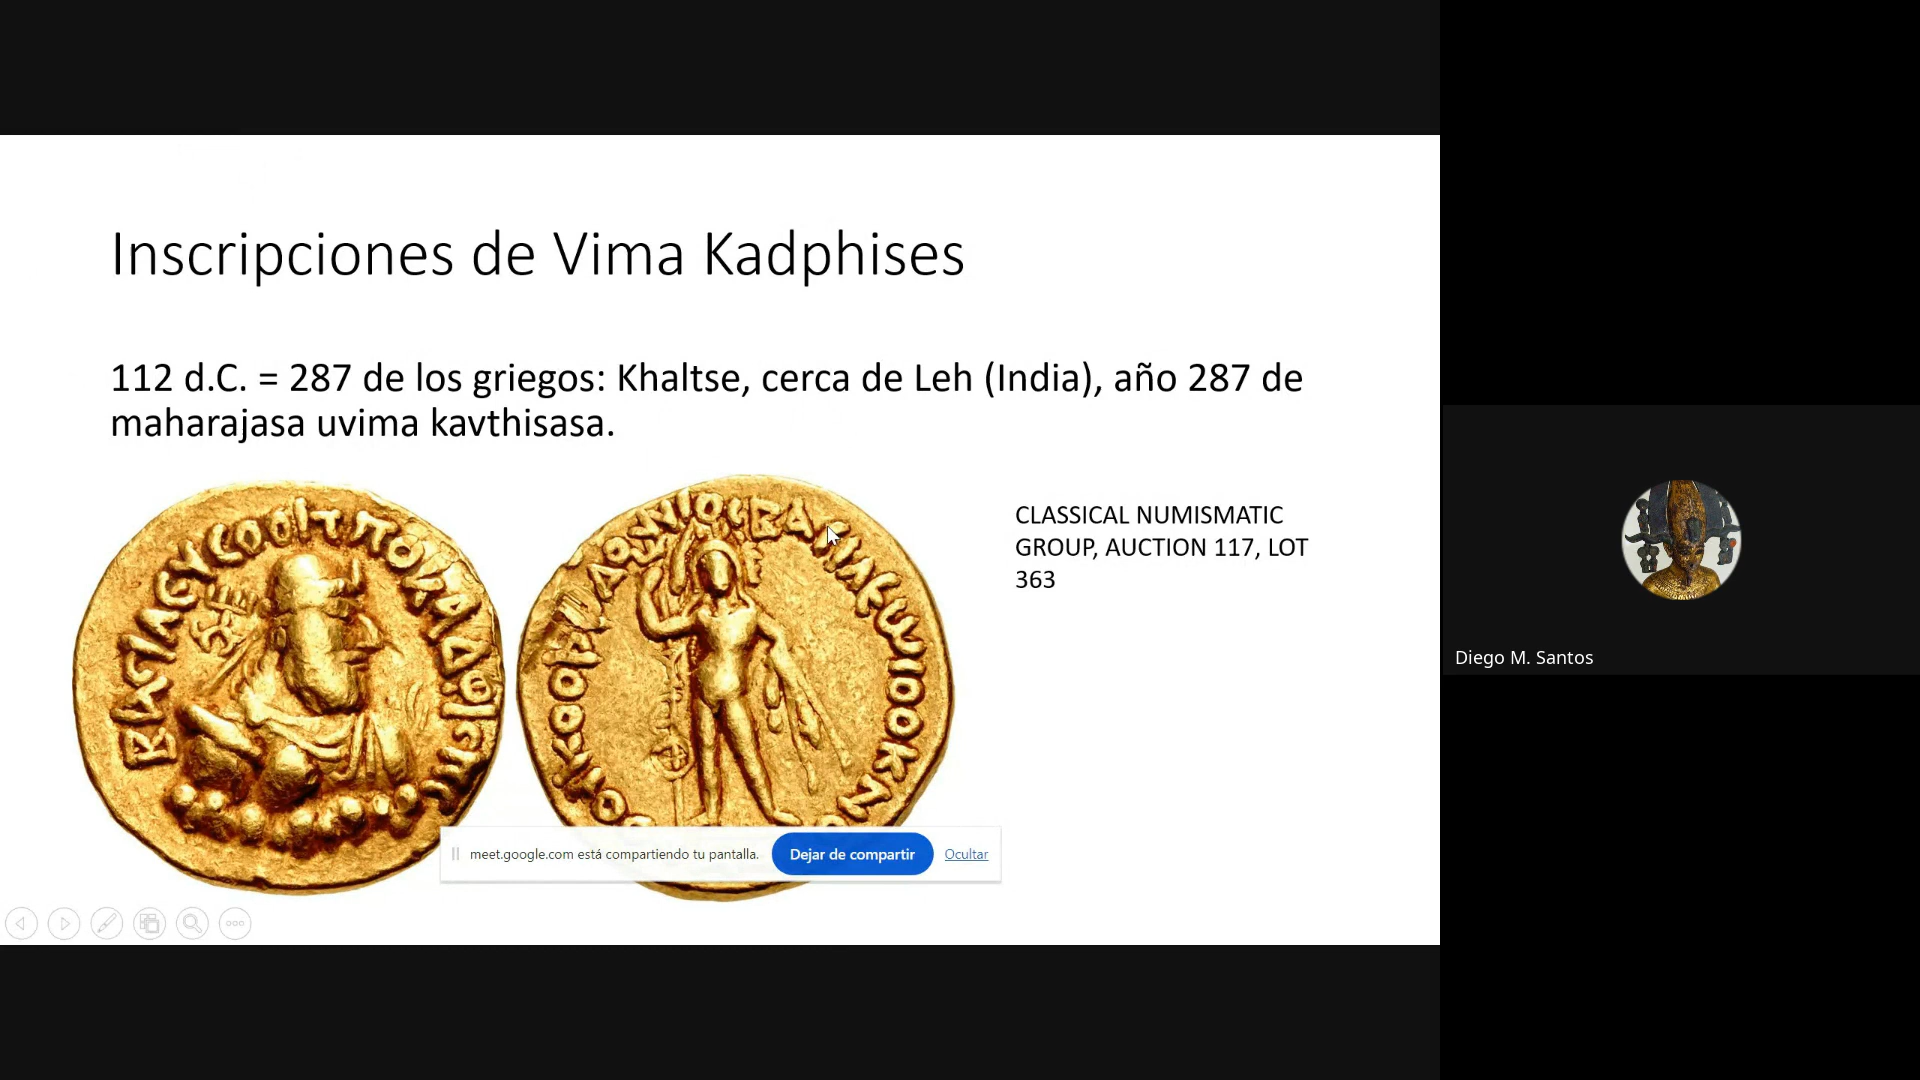 Inscripciones de Vima Kadphises
112 d.C. = 287 de los griegos: Khaltse, cerca de Leh (India), año 287 de
maharajasa uvima kavthisasa.
CLASSICAL NUMISMATIC
GROUP, AUCTION 117, LOT
363
meet.google.com está compartiendo tu pantalla.
Dejar de compartir
Ocultar
Diego M. Santos